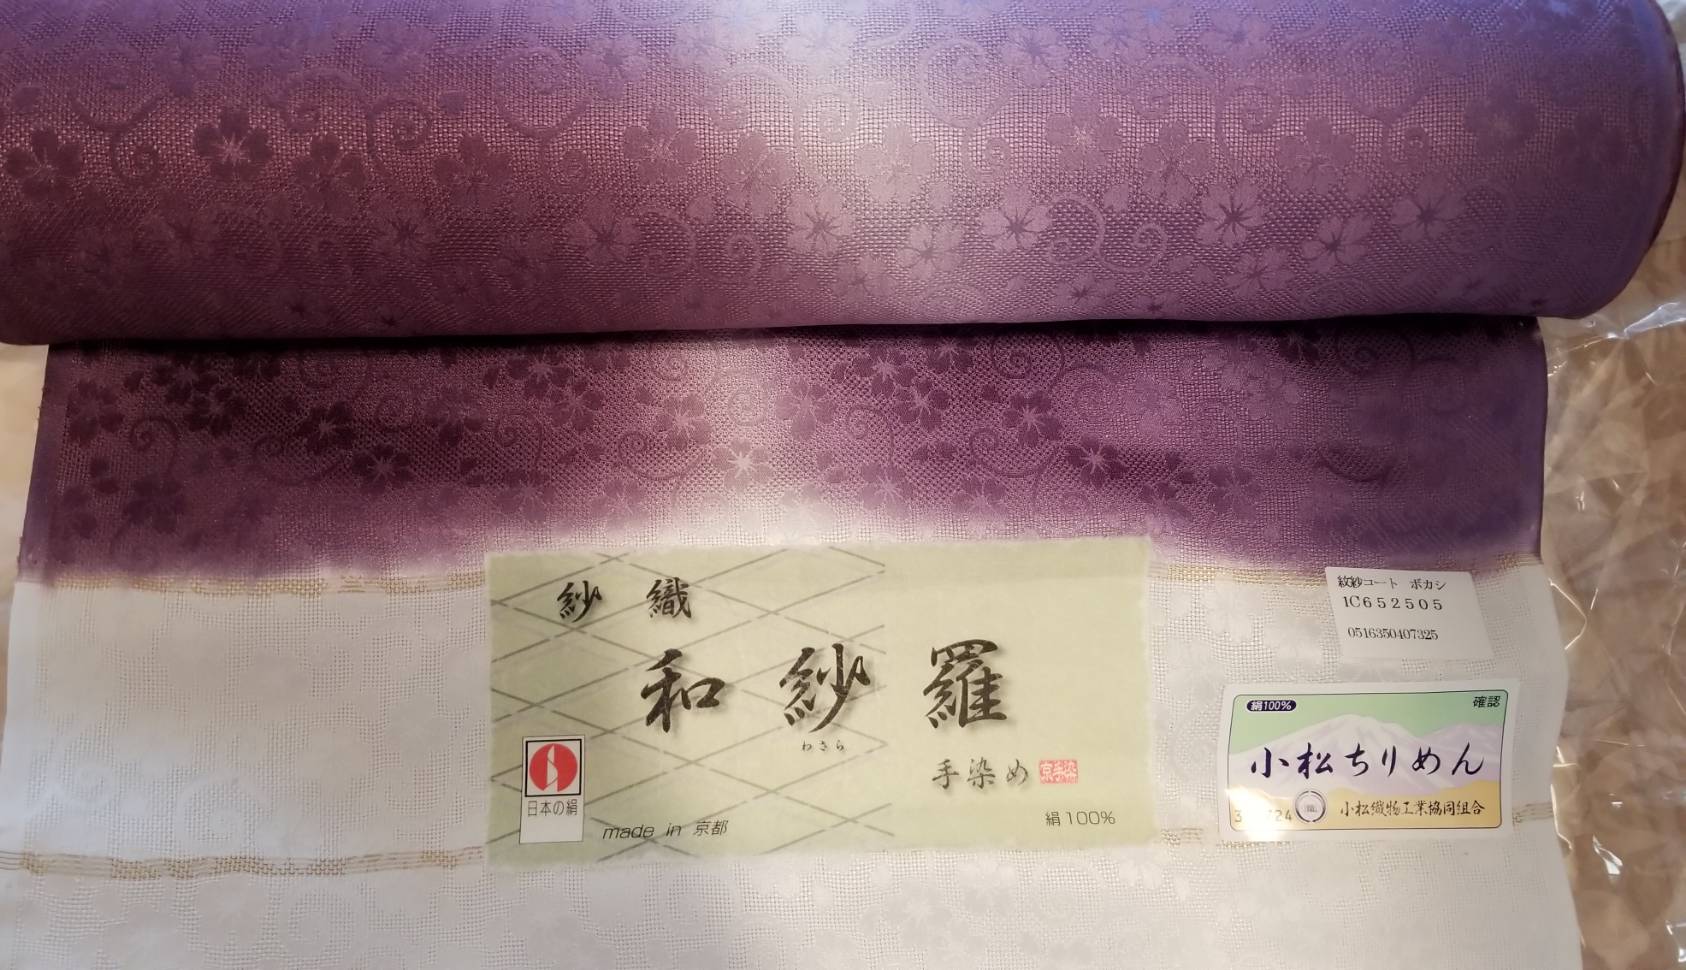 紗織
和紗羅
わさら
手染め 京手染
日本の絹
made in 京都
絹100%
紋紗コート ボカシ
1C652505
0516350407325
絹100%
確認
小松ちりめん
小松織物工業協同組合